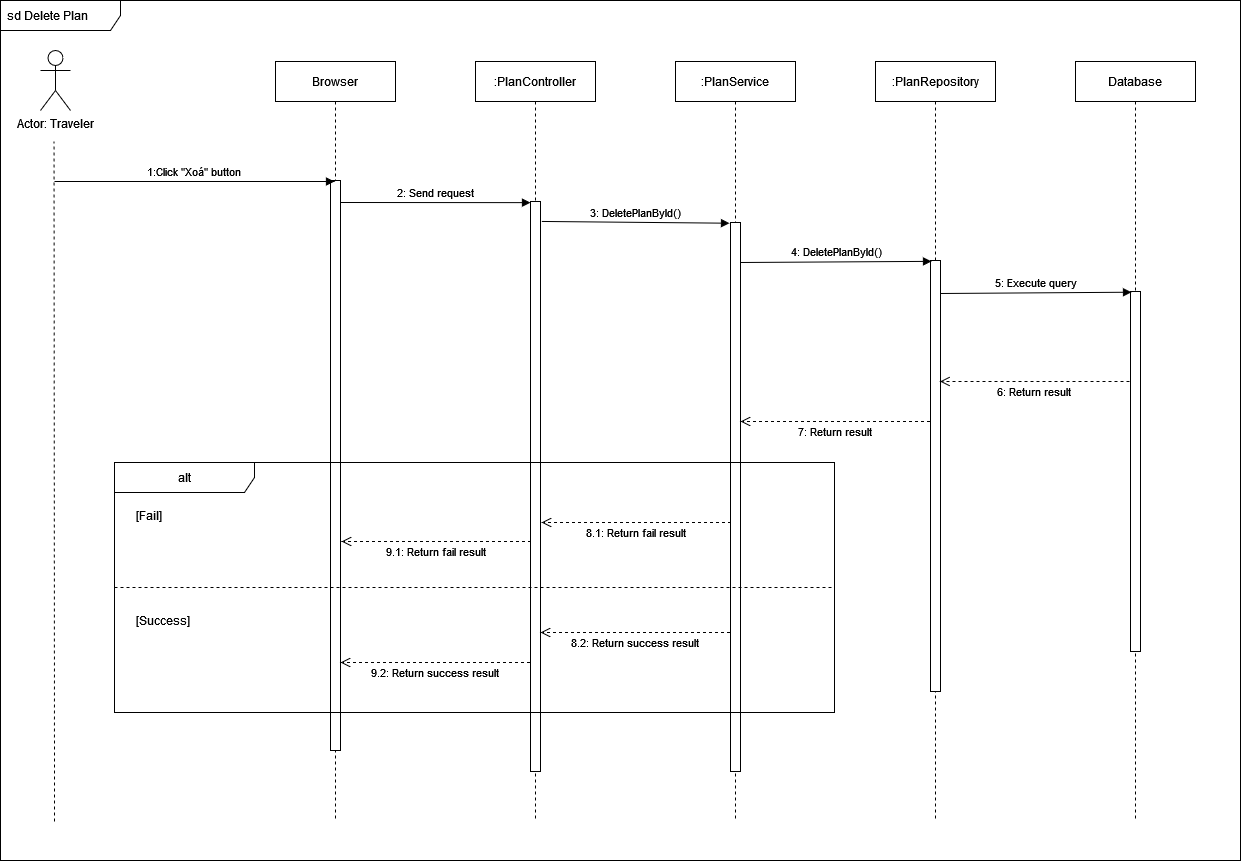 sd Delete Plan
Actor: Traveler
Browser
:PlanController
:PlanService
:PlanRepository
Database
1:Click "Xoá" button
2: Send request
3: DeletePlanById()
4: DeletePlanById()
5: Execute query
6: Return result
7: Return result
alt
[Fail]
8.1: Return fail result
9.1: Return fail result
[Success]
8.2: Return success result
9.2: Return success result